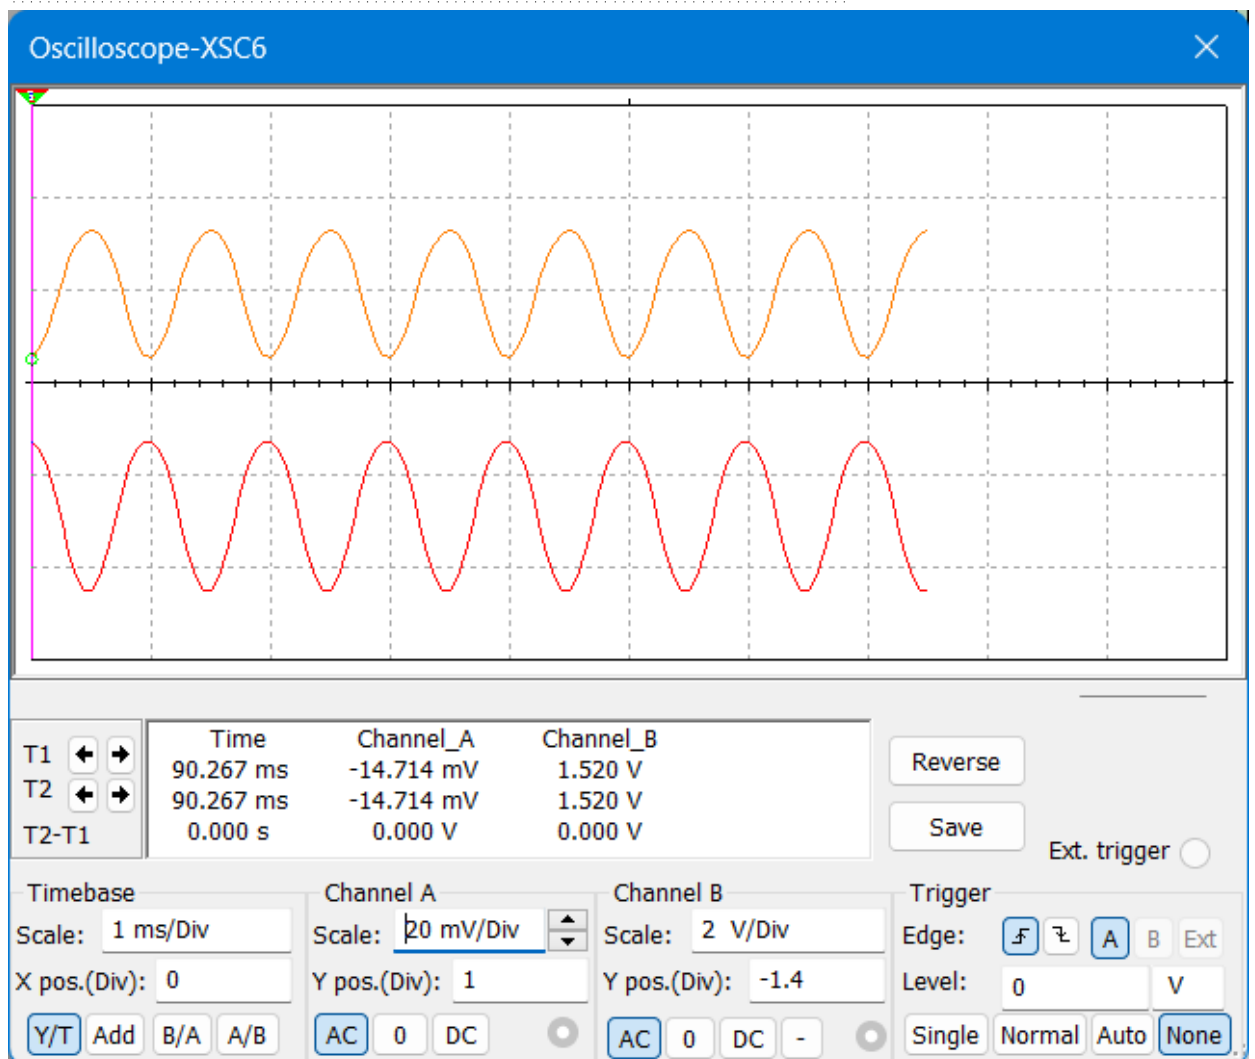 Oscilloscope-XSC6
Time Channel_A Channel_B
T1 90.267 ms -14.714 mV 1.520 V
T2 90.267 ms -14.714 mV 1.520 V
T2-T1 0.000 s 0.000 V 0.000 V
Reverse
Save
Ext. trigger
Timebase
Scale: 1 ms/Div
X pos.(Div): 0
Y/T Add B/A A/B
Channel A
Scale: 20 mV/Div
Y pos.(Div): 1
AC 0 DC
Channel B
Scale: 2 V/Div
Y pos.(Div): -1.4
AC 0 DC -
Trigger
Edge: A B Ext
Level: 0 V
Single Normal Auto None